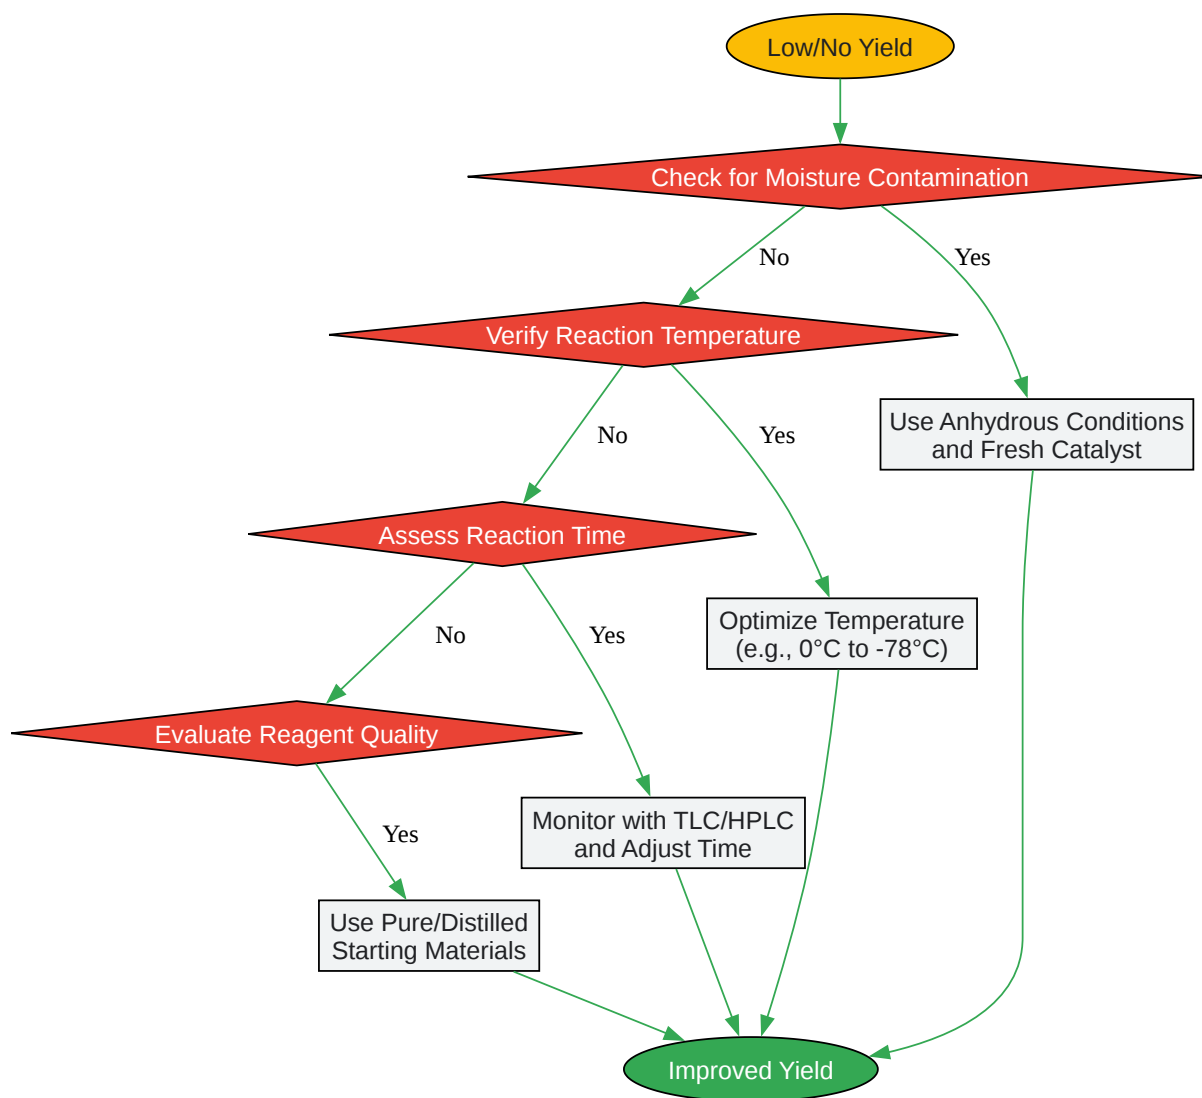 Low/No Yield
Check for Moisture Contamination
No
Yes
Verify Reaction Temperature
Use Anhydrous Conditions
and Fresh Catalyst
No
Yes
Assess Reaction Time
Optimize Temperature
(e.g., 0°C to -78°C)
No
Yes
Evaluate Reagent Quality
Monitor with TLC/HPLC
and Adjust Time
Yes
Use Pure/Distilled
Starting Materials
Improved Yield